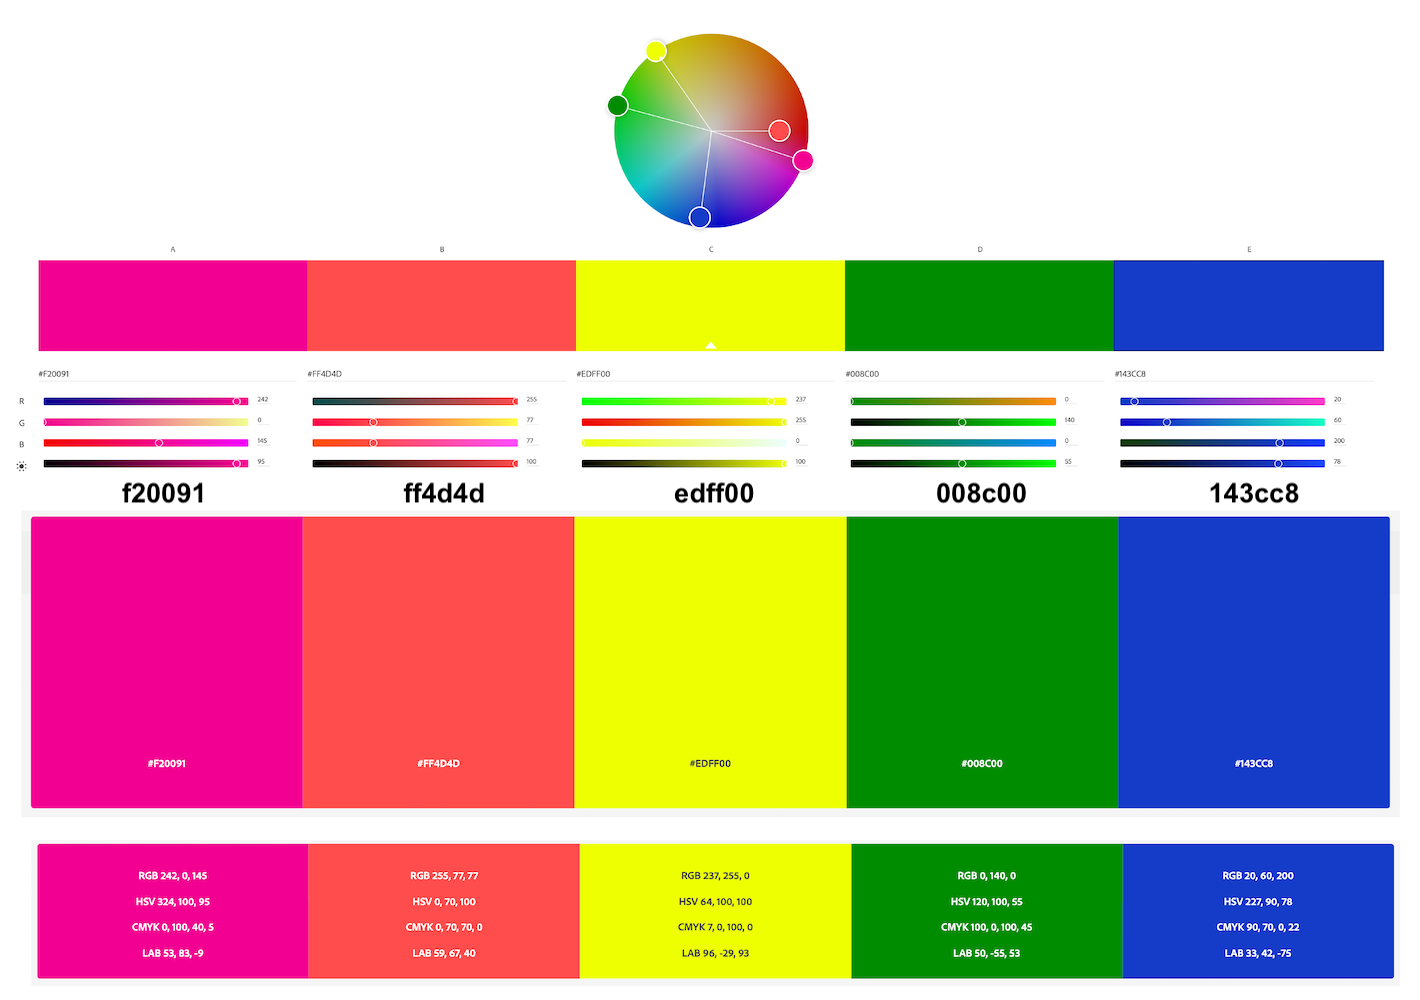 A B C D E
#F20091 #FF4D4D #EDFF00 #008C00 #143CC8
R 242 255 237 0 20
G 0 77 255 140 60
B 145 77 0 0 200
95 100 100 55 78
f20091 ff4d4d edff00 008c00 143cc8
#F20091 #FF4D4D #EDFF00 #008C00 #143CC8
RGB 242, 0, 145 RGB 255, 77, 77 RGB 237, 255, 0 RGB 0, 140, 0 RGB 20, 60, 200
HSV 324, 100, 95 HSV 0, 70, 100 HSV 64, 100, 100 HSV 120, 100, 55 HSV 227, 90, 78
CMYK 0, 100, 40, 5 CMYK 0, 70, 70, 0 CMYK 7, 0, 100, 0 CMYK 100, 0, 100, 45 CMYK 90, 70, 0, 22
LAB 53, 83, -9 LAB 59, 67, 40 LAB 96, -29, 93 LAB 50, -55, 53 LAB 33, 42, -75